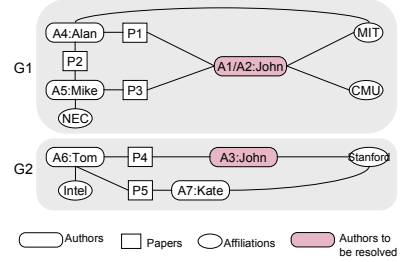 A4:Alan P1 MIT
P2
G1 A1/A2:John
A5:Mike P3 CMU
NEC
A6:Tom P4 A3:John Stanford
G2
Intel P5 A7:Kate
Authors Papers Affiliations Authors to
be resolved